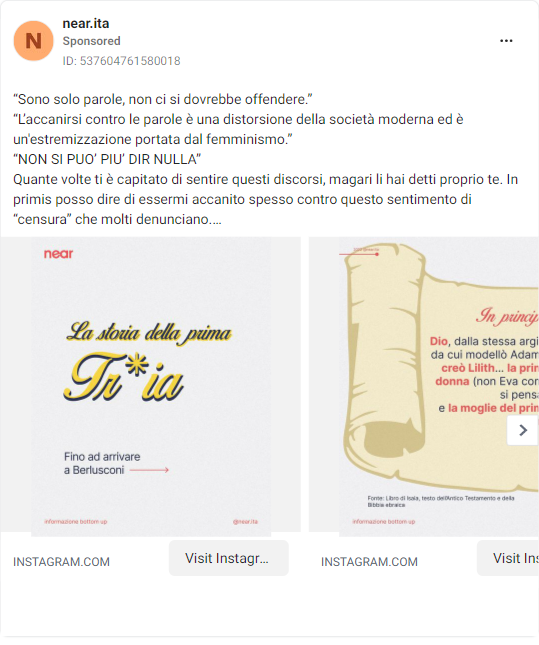 near.ita
Sponsored
ID: 537604761580018
N
“Sono solo parole, non ci si dovrebbe offendere.”
“L’accanirsi contro le parole è una distorsione della società moderna ed è
un'estremizzazione portata dal femminismo.”
“NON SI PUO’ PIU’ DIR NULLA”
Quante volte ti è capitato di sentire questi discorsi, magari li hai detti proprio te. In
primis posso dire di essermi accanito spesso contro questo sentimento di
“censura” che molti denunciano....
near
La storia della prima
Tr*ia
Fino ad arrivare
a Berlusconi
informazione bottom up
@near.ita
In princip
Dio, dalla stessa argi
da cui modellò Adam
creò Lilith... la prin
donna (non Eva con
si pens
e la moglie del prin
Fonte: Libro di Isaia, testo dell'Antico Testamento e della
Bibbia ebraica
informazione bottom up
INSTAGRAM.COM
Visit Instagr...
INSTAGRAM.COM
Visit Ins